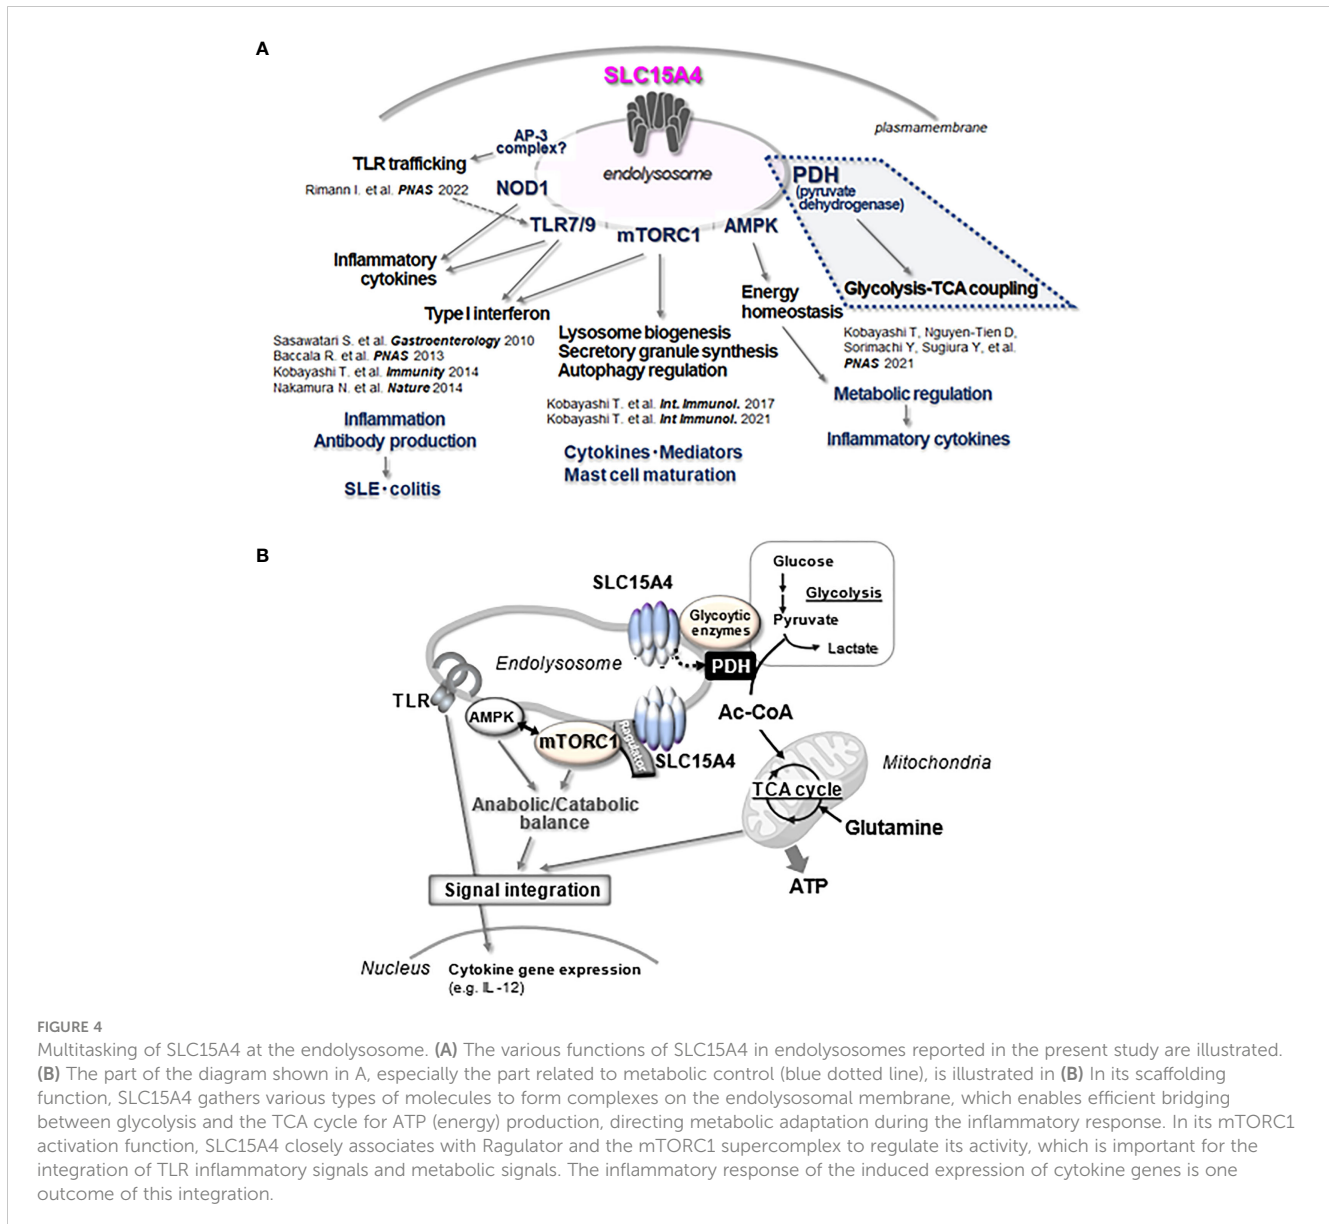 A
SLC15A4
plasmamembrane
AP-3
complex?
TLR trafficking
endolysosome
PDH
(pyruvate
dehydrogenase)
Rimann I. et al. PNAS 2022
NOD1
TLR7/9
mTORC1
AMPK
Inflammatory
cytokines
Type I interferon
Energy
homeostasis
Glycolysis-TCA coupling
Sasawatari S. et al. Gastroenterology 2010
Baccala R. et al. PNAS 2013
Kobayashi T. et al. Immunity 2014
Nakamura N. et al. Nature 2014
Lysosome biogenesis
Secretory granule synthesis
Autophagy regulation
Kobayashi T, Nguyen-Tien D,
Sorimachi Y, Sugiura Y, et al.
PNAS 2021
Kobayashi T. et al. Int. Immunol. 2017
Kobayashi T. et al. Int Immunol. 2021
Metabolic regulation
Inflammatory cytokines
Inflammation
Antibody production
SLE・colitis
Cytokines・Mediators
Mast cell maturation
B
SLC15A4
Glucose
Glycolysis
Pyruvate
Lactate
Glycoytic
enzymes
PDH
Endolysosome
TLR
AMPK
mTORC1
Ragulator
SLC15A4
Ac-CoA
Mitochondria
TCA cycle
Glutamine
ATP
Anabolic/Catabolic
balance
Signal integration
Nucleus
Cytokine gene expression
(e.g. IL-12)
FIGURE 4
Multitasking of SLC15A4 at the endolysosome. (A) The various functions of SLC15A4 in endolysosomes reported in the present study are illustrated.
(B) The part of the diagram shown in A, especially the part related to metabolic control (blue dotted line), is illustrated in (B) In its scaffolding
function, SLC15A4 gathers various types of molecules to form complexes on the endolysosomal membrane, which enables efficient bridging
between glycolysis and the TCA cycle for ATP (energy) production, directing metabolic adaptation during the inflammatory response. In its mTORC1
activation function, SLC15A4 closely associates with Ragulator and the mTORC1 supercomplex to regulate its activity, which is important for the
integration of TLR inflammatory signals and metabolic signals. The inflammatory response of the induced expression of cytokine genes is one
outcome of this integration.